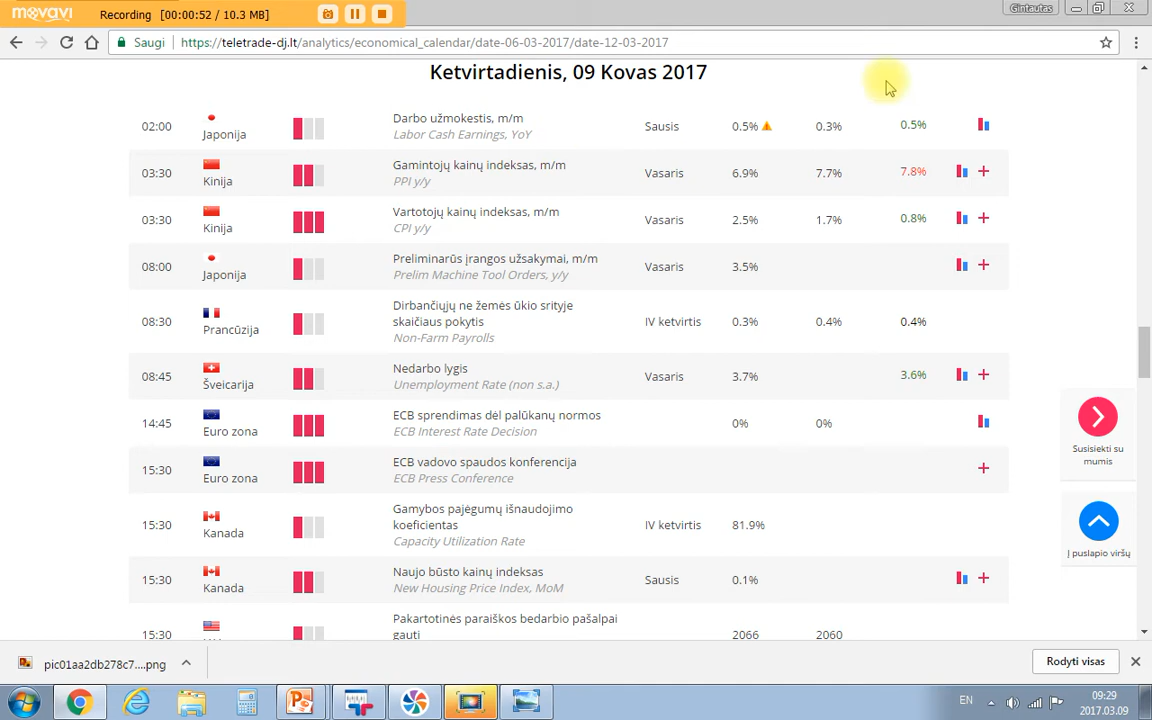 movavi
Recording [00:00:52 / 10.3 MB]
Gintautas
Saugi
https://teletrade-dj.lt/analytics/economical_calendar/date-06-03-2017/date-12-03-2017
Ketvirtadienis, 09 Kovas 2017
02:00 Japonija Darbo užmokestis, m/m Sausis 0.5% 0.3% 0.5%
Labor Cash Earnings, YoY
03:30 Kinija Gamintojų kainų indeksas, m/m Vasaris 6.9% 7.7% 7.8%
PPI y/y
03:30 Kinija Vartotojų kainų indeksas, m/m Vasaris 2.5% 1.7% 0.8%
CPI y/y
08:00 Japonija Preliminarūs įrangos užsakymai, m/m Vasaris 3.5%
Prelim Machine Tool Orders, y/y
08:30 Prancūzija Dirbančiųjų ne žemės ūkio srityje
skaičiaus pokytis IV ketvirtis 0.3% 0.4% 0.4%
Non-Farm Payrolls
08:45 Šveicarija Nedarbo lygis Vasaris 3.7% 3.6%
Unemployment Rate (non s.a.)
14:45 Euro zona ECB sprendimas dėl palūkanų normos 0% 0%
ECB Interest Rate Decision
15:30 Euro zona ECB vadovo spaudos konferencija
ECB Press Conference
15:30 Kanada Gamybos pajėgumų išnaudojimo
koeficientas IV ketvirtis 81.9%
Capacity Utilization Rate
15:30 Kanada Naujo būsto kainų indeksas Sausis 0.1%
New Housing Price Index, MoM
15:30 Pakartotinės paraiškos bedarbio pašalpai
gauti 2066 2060
Susisiekti su
mumis
Į puslapio viršų
pic01aa2db278c7....png
Rodyti visas
EN
09:29
2017.03.09